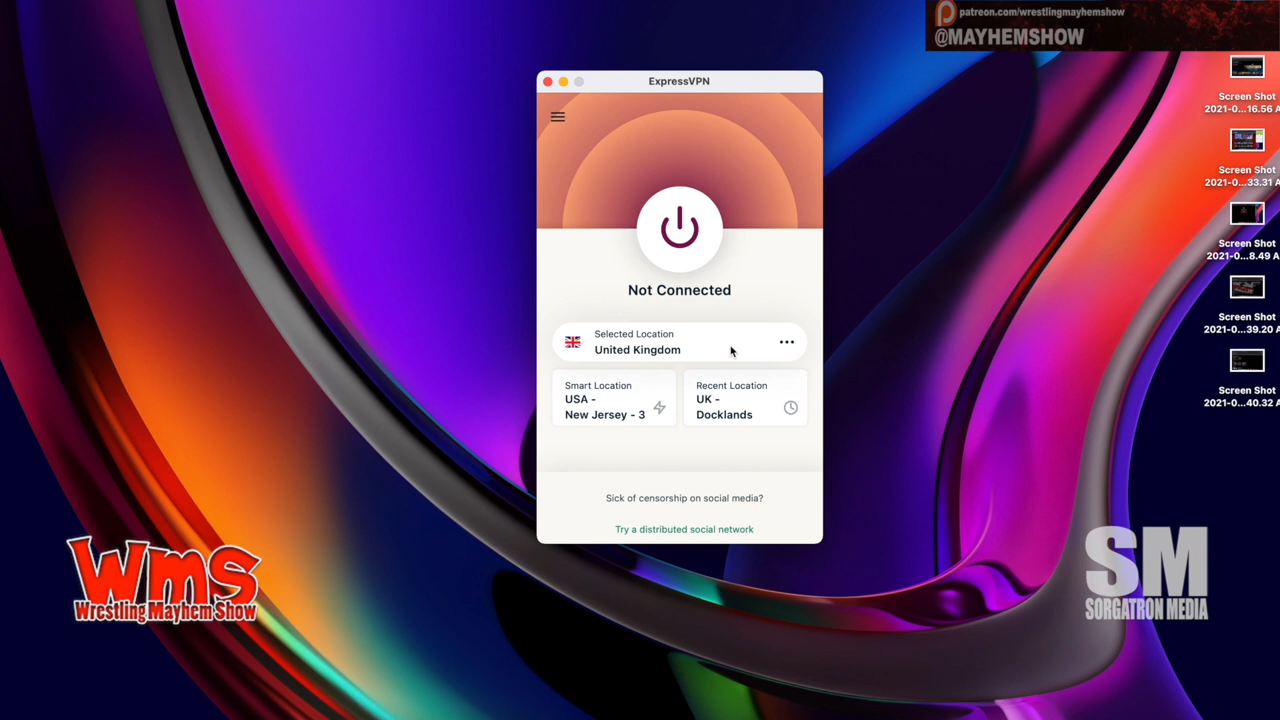 patreon.com/wrestlingmayhemshow
@MAYHEMSHOW
ExpressVPN
Screen Shot
2021-0...16.56 A
Screen Shot
2021-0...33.31 A
Screen Shot
2021-0...8.49 A
Screen Shot
2021-0...39.20 A
Screen Shot
2021-0...40.32 A
Not Connected
Selected Location
United Kingdom
Smart Location
USA -
New Jersey - 3
Recent Location
UK -
Docklands
Sick of censorship on social media?
Try a distributed social network
WMS
Wrestling Mayhem Show
SM
SORGATRON MEDIA